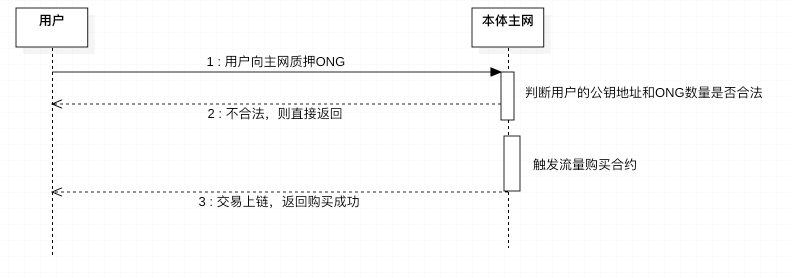 用户
本体主网
1 : 用户向主网质押ONG
判断用户的公钥地址和ONG数量是否合法
2 : 不合法，则直接返回
触发流量购买合约
3 : 交易上链，返回购买成功